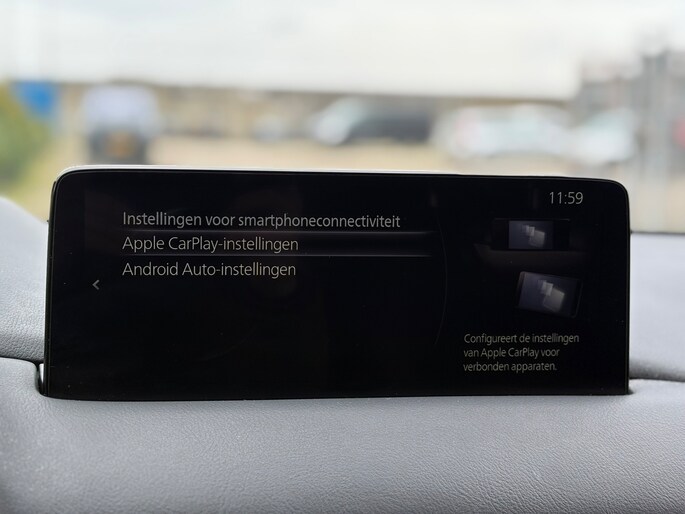 11:59
Instellingen voor smartphoneconnectiviteit
Apple CarPlay-instellingen
Android Auto-instellingen
Configureert de instellingen
van Apple CarPlay voor
verbonden apparaten.